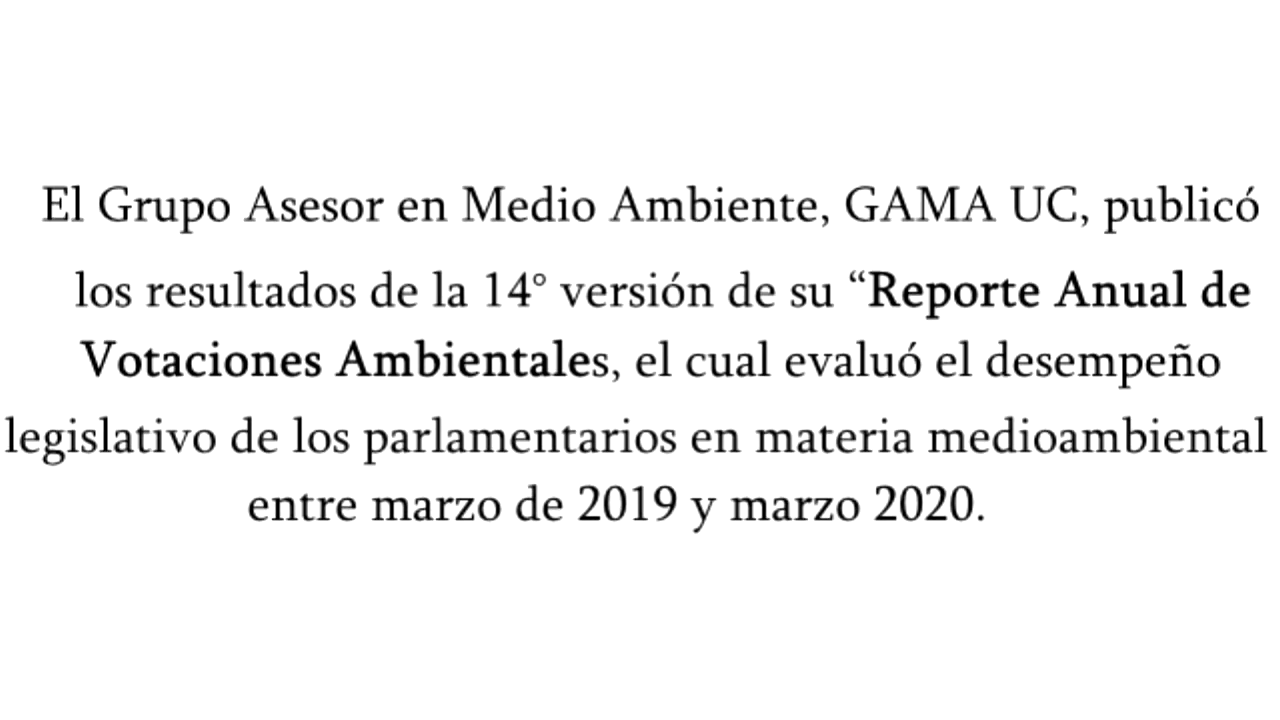 El Grupo Asesor en Medio Ambiente, GAMA UC, publicó
los resultados de la 14° versión de su “Reporte Anual de
Votaciones Ambientales, el cual evaluó el desempeño
legislativo de los parlamentarios en materia medioambiental
entre marzo de 2019 y marzo 2020.